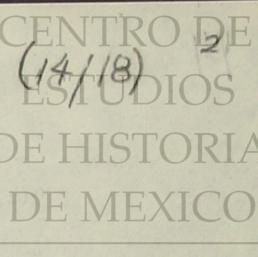 CENTRO DE
(14/18) 2
ESTUDIOS
DE HISTORIA
DE MEXICO